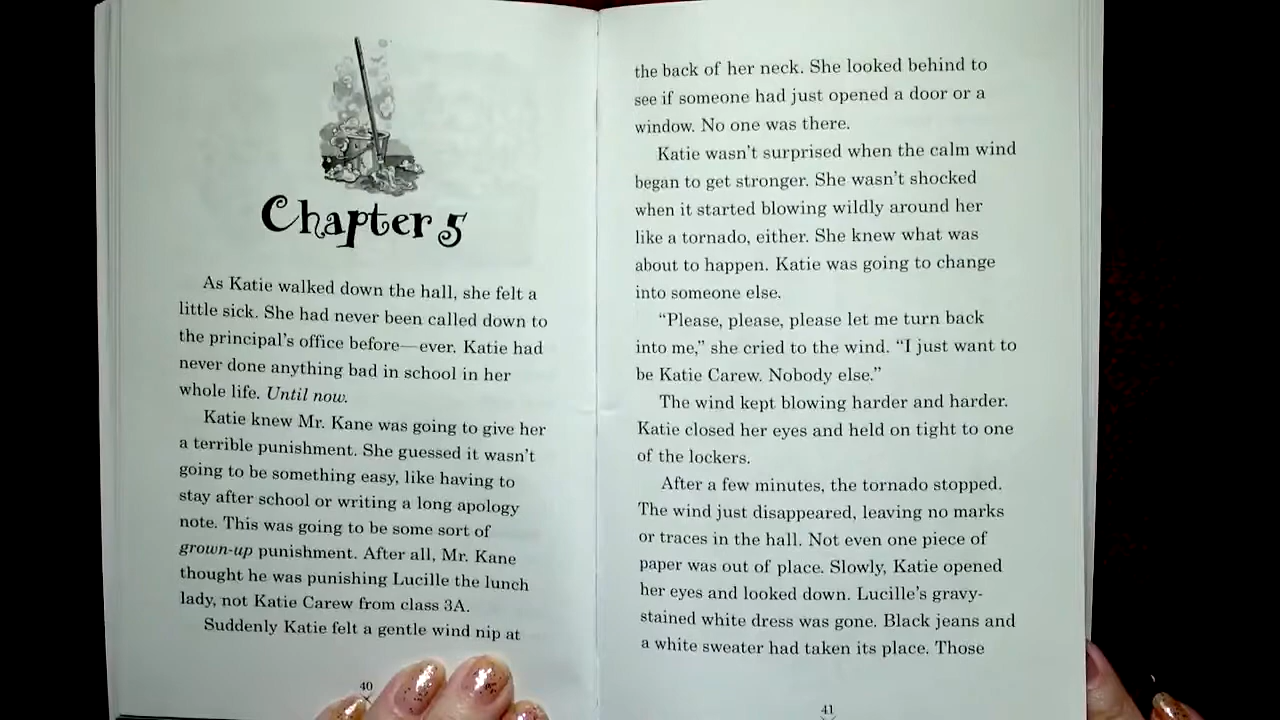 Chapter 5
As Katie walked down the hall, she felt a
little sick. She had never been called down to
the principal's office before—ever. Katie had
never done anything bad in school in her
whole life. Until now.
Katie knew Mr. Kane was going to give her
a terrible punishment. She guessed it wasn't
going to be something easy, like having to
stay after school or writing a long apology
note. This was going to be some sort of
grown-up punishment. After all, Mr. Kane
thought he was punishing Lucille the lunch
lady, not Katie Carew from class 3A.
Suddenly Katie felt a gentle wind nip at
40
the back of her neck. She looked behind to
see if someone had just opened a door or a
window. No one was there.
Katie wasn't surprised when the calm wind
began to get stronger. She wasn't shocked
when it started blowing wildly around her
like a tornado, either. She knew what was
about to happen. Katie was going to change
into someone else.
“Please, please, please let me turn back
into me,” she cried to the wind. “I just want to
be Katie Carew. Nobody else.”
The wind kept blowing harder and harder.
Katie closed her eyes and held on tight to one
of the lockers.
After a few minutes, the tornado stopped.
The wind just disappeared, leaving no marks
or traces in the hall. Not even one piece of
paper was out of place. Slowly, Katie opened
her eyes and looked down. Lucille's gravy-
stained white dress was gone. Black jeans and
a white sweater had taken its place. Those
41